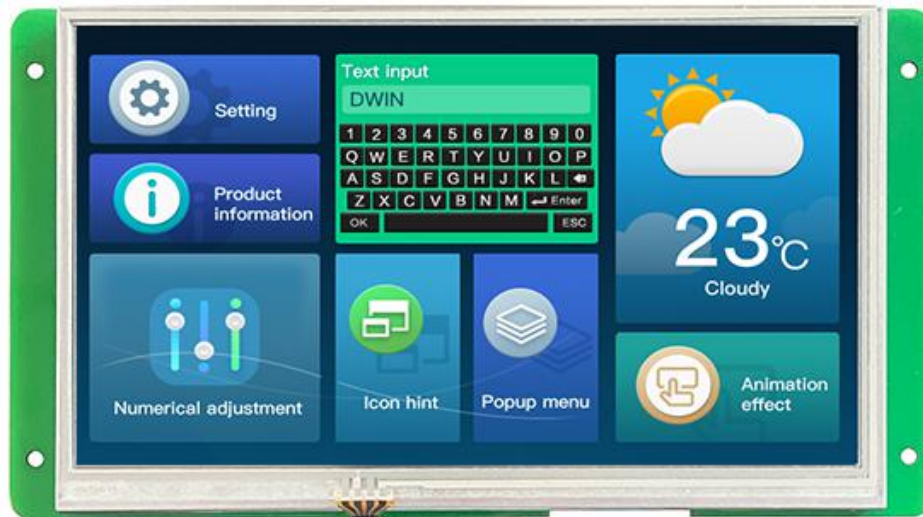 Setting
Product
information
Numerical adjustment
Text input
DWIN
1 2 3 4 5 6 7 8 9 0
Q W E R T Y U I O P
A S D F G H J K L
Z X C V B N M Enter
OK ESC
Icon hint
Popup menu
23℃
Cloudy
Animation
effect